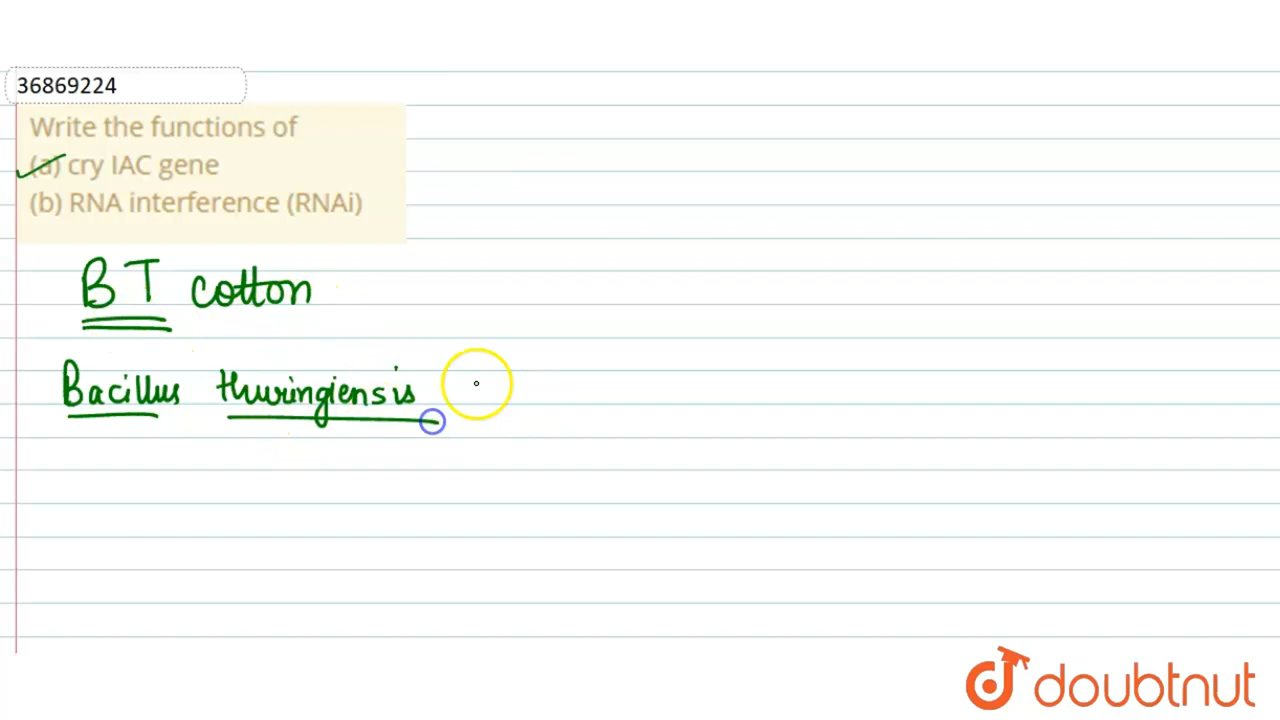 36869224
Write the functions of
(a) cry IAC gene
(b) RNA interference (RNAi)
BT cotton
Bacillus thuringiensis
doubtnut